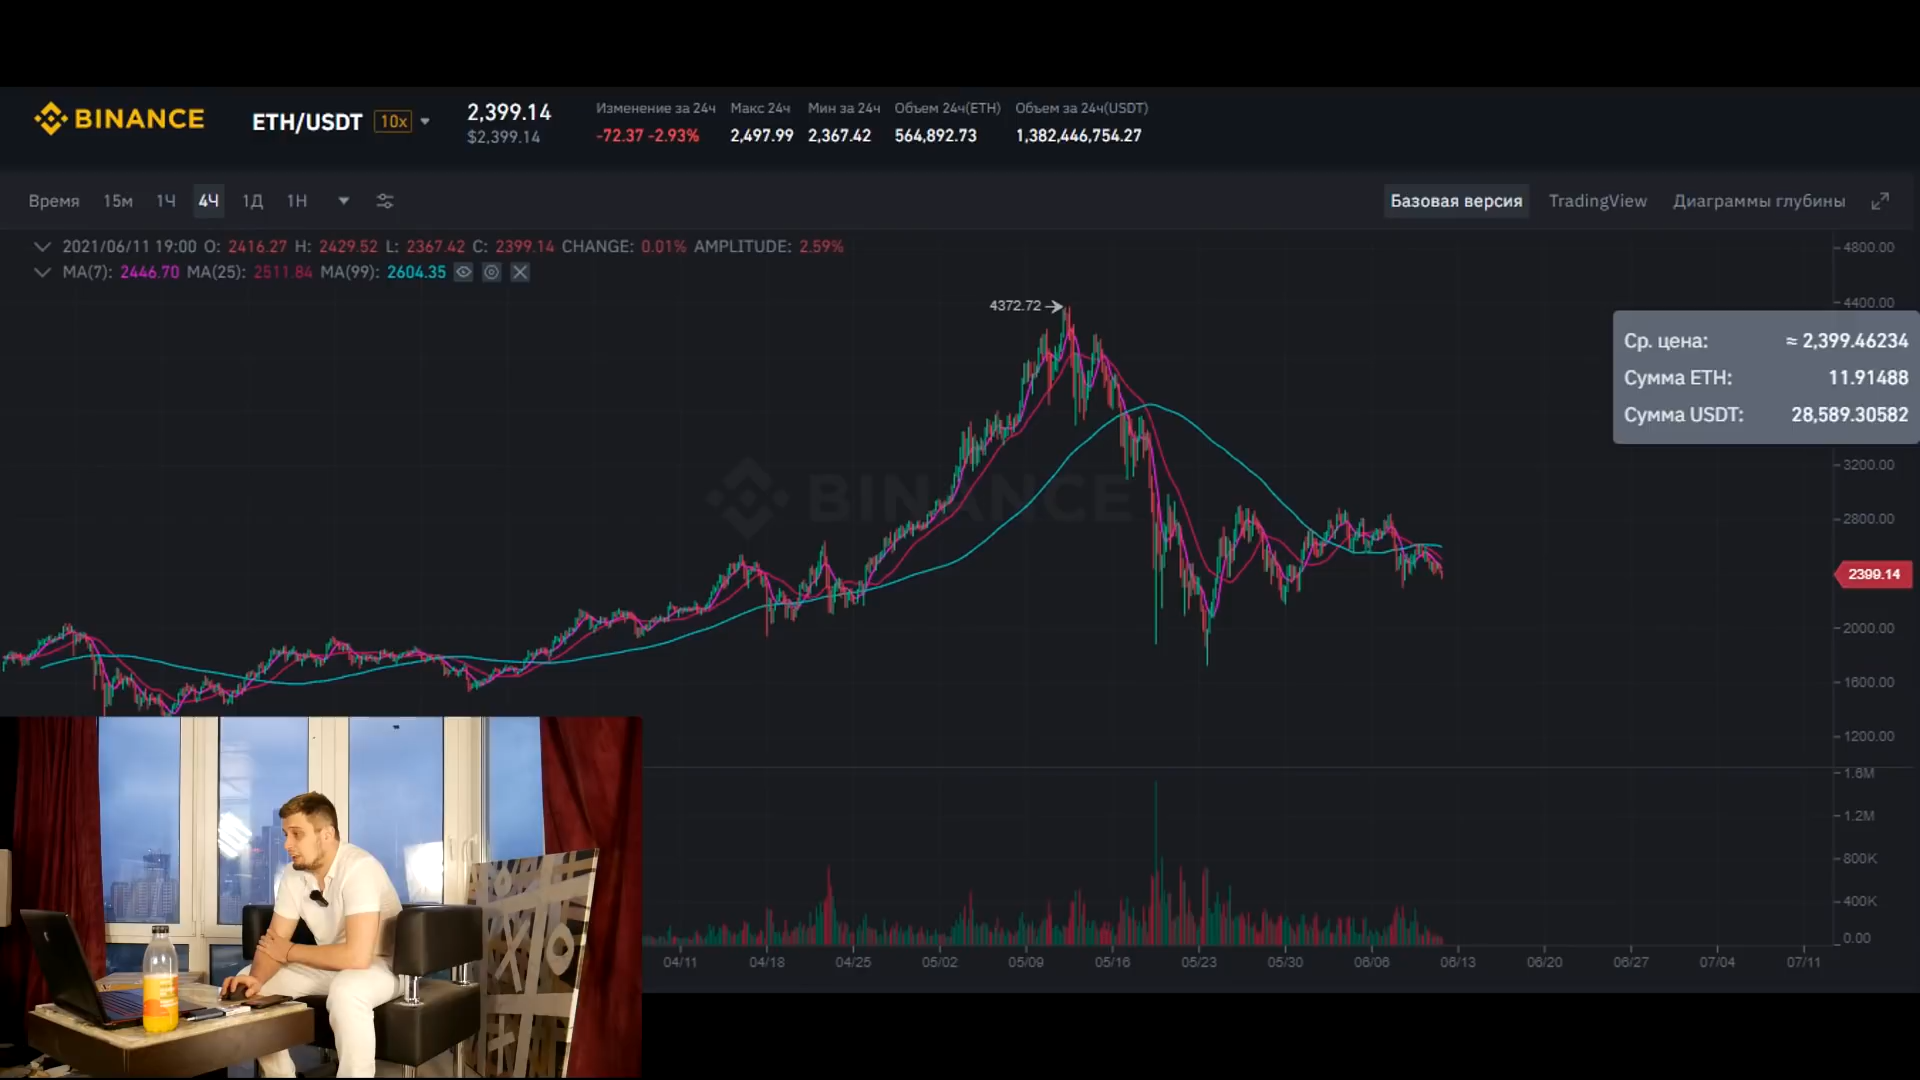 BINANCE
ETH/USDT 10x
2,399.14
$2,399.14
Изменение за 24ч
-72.37 -2.93%
Макс 24ч
2,497.99
Мин за 24ч
2,367.42
Объем 24ч(ETH)
564,892.73
Объем за 24ч(USDT)
1,382,446,754.27
Время 15м 1Ч 4Ч 1Д 1Н
Базовая версия TradingView Диаграммы глубины
2021/06/11 19:00 O: 2416.27 H: 2429.52 L: 2367.42 C: 2399.14 CHANGE: 0.01% AMPLITUDE: 2.59%
MA(7): 2446.70 MA(25): 2511.84 MA(99): 2604.35
4800.00
4400.00
4372.72
Ср. цена: ≈ 2,399.46234
Сумма ETH: 11.91488
Сумма USDT: 28,589.30582
3200.00
BINANCE
2800.00
2399.14
2000.00
1600.00
1200.00
1.6M
1.2M
800K
400K
0.00
04/11 04/18 04/25 05/02 05/09 05/16 05/23 05/30 06/06 06/13 06/20 06/27 07/04 07/11